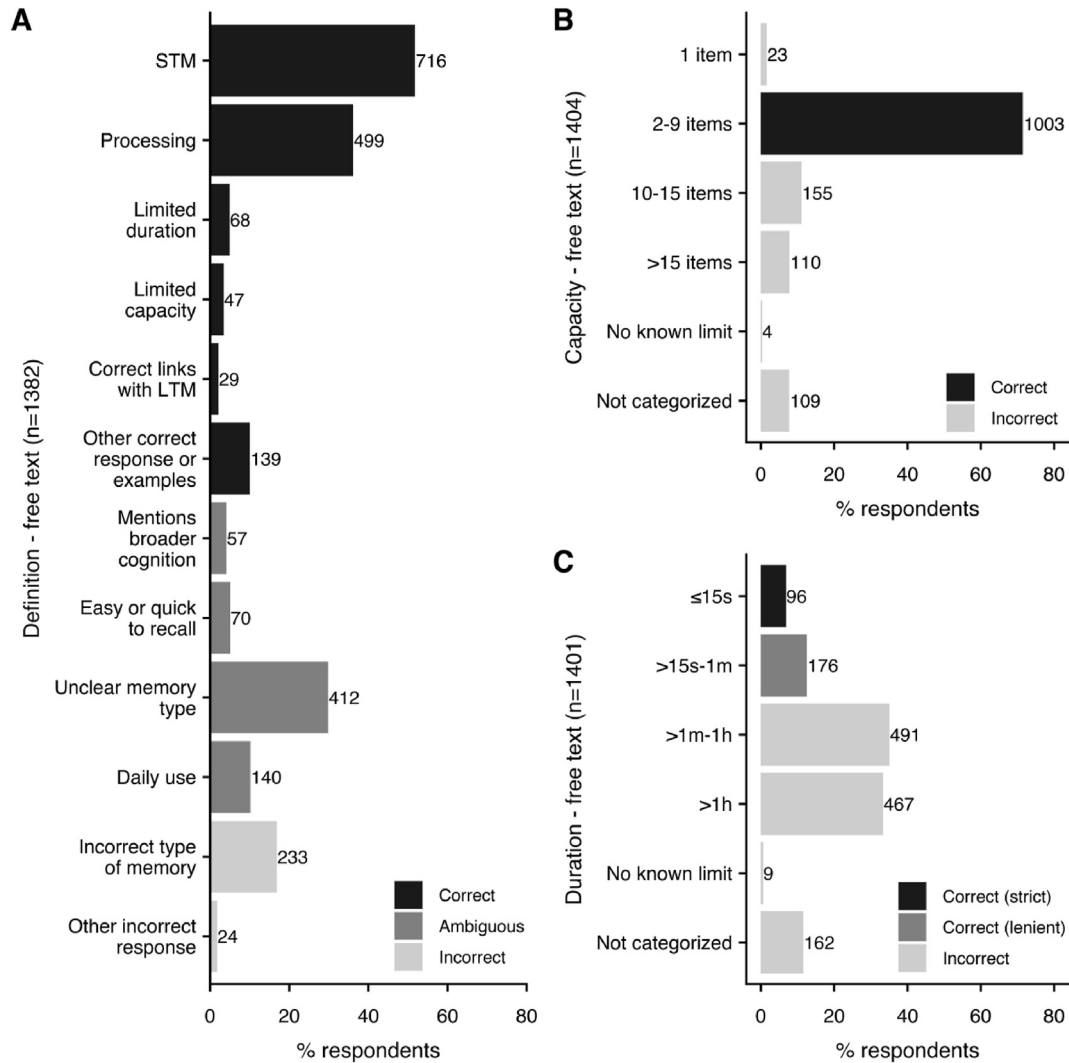 A
Definition - free text (n=1382)
STM
716
Processing
499
Limited
duration
68
Limited
capacity
47
Correct links
with LTM
29
Other correct
response or
examples
139
Mentions
broader
cognition
57
Easy or quick
to recall
70
Unclear memory
type
412
Daily use
140
Incorrect type
of memory
233
Other incorrect
response
24
Correct
Ambiguous
Incorrect
0 20 40 60 80
% respondents
B
Capacity - free text (n=1404)
1 item
23
2-9 items
1003
10-15 items
155
>15 items
110
No known limit
4
Not categorized
109
Correct
Incorrect
0 20 40 60 80
% respondents
C
Duration - free text (n=1401)
≤15s
96
>15s-1m
176
>1m-1h
491
>1h
467
No known limit
9
Not categorized
162
Correct (strict)
Correct (lenient)
Incorrect
0 20 40 60 80
% respondents